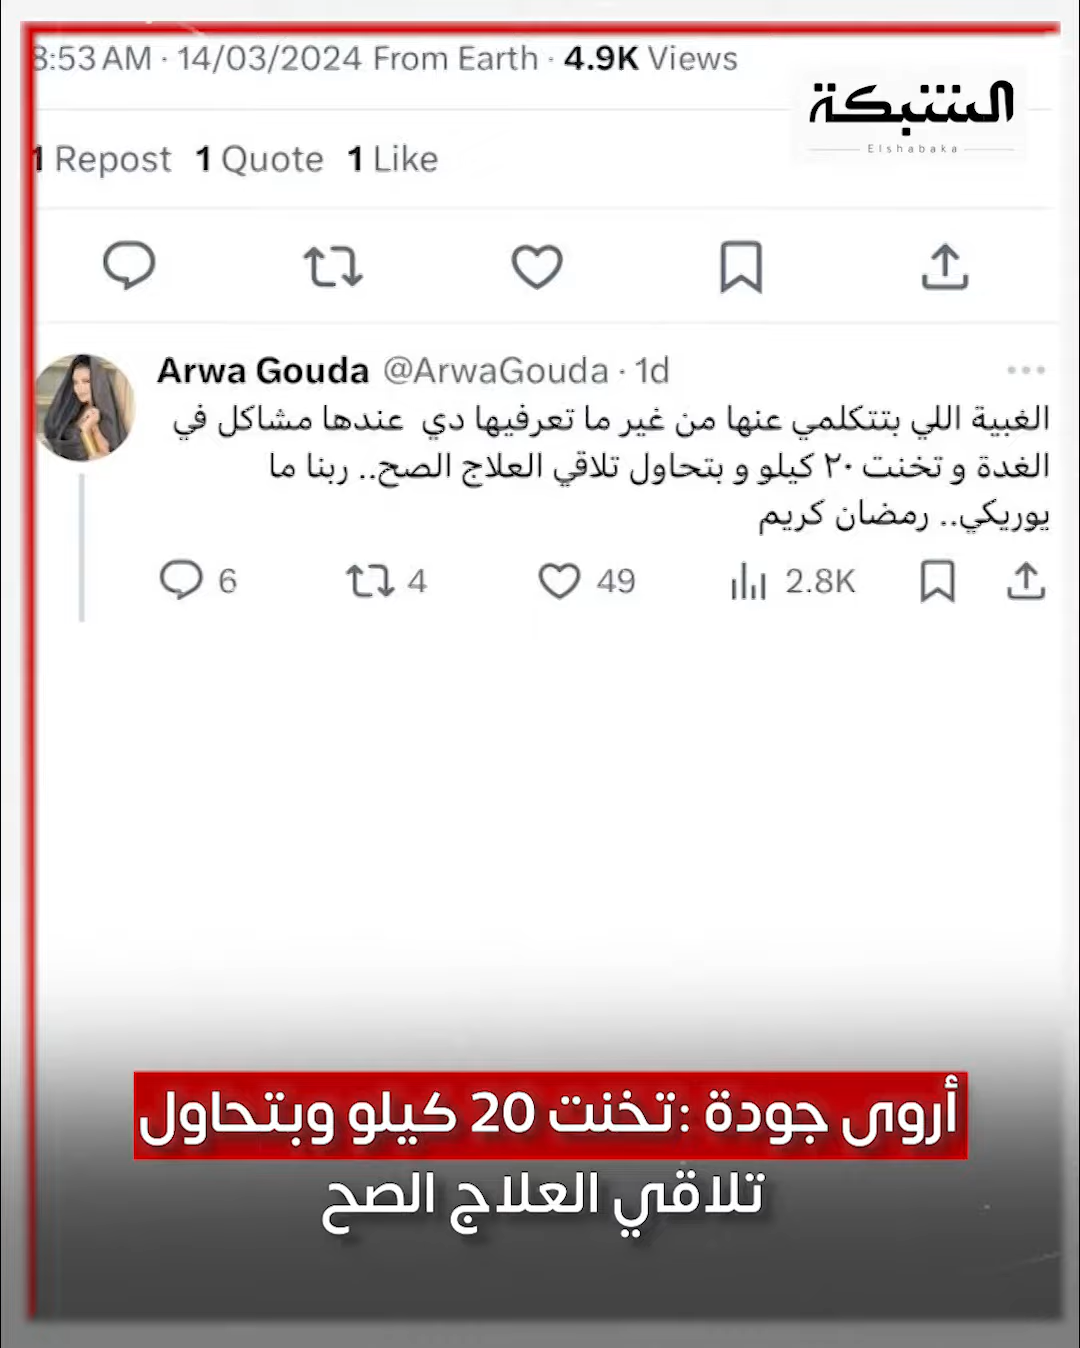 8:53 AM · 14/03/2024 From Earth · 4.9K Views
الشبكة
Elshabaka
1 Repost 1 Quote 1 Like
Arwa Gouda @ArwaGouda · 1d
الغبية اللي بتتكلمي عنها من غير ما تعرفيها دي عندها مشاكل في
الغدة و تخنت ٢٠ كيلو و بتحاول تلاقي العلاج الصح.. ربنا ما
يوريكي.. رمضان كريم
6 4 49 2.8K
أروى جودة :تخنت 20 كيلو وبتحاول
تلاقي العلاج الصح